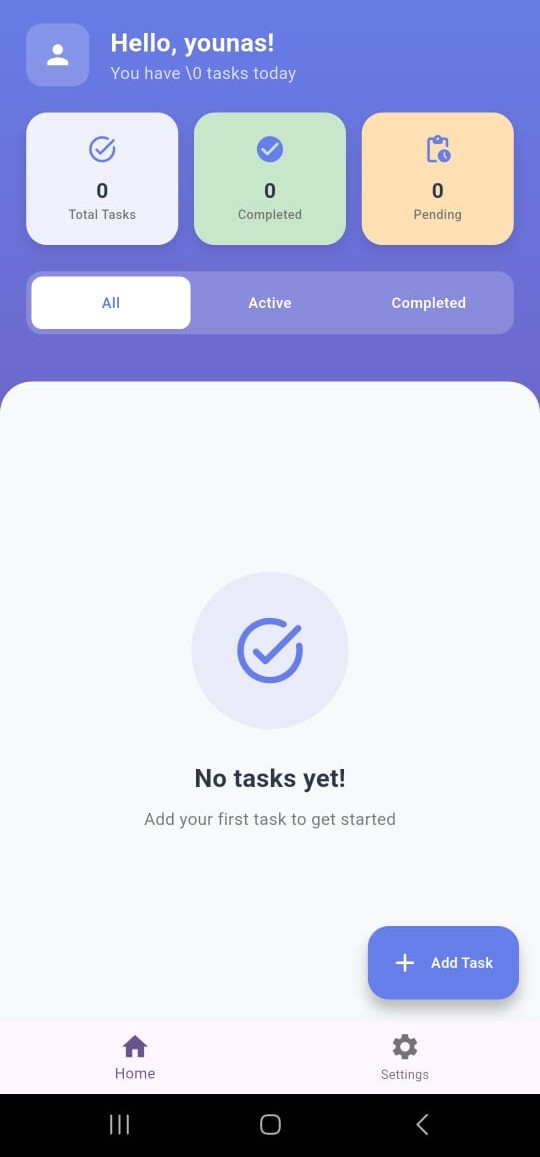 Hello, younas!
You have \0 tasks today
0
Total Tasks
0
Completed
0
Pending
All
Active
Completed
No tasks yet!
Add your first task to get started
Add Task
Home
Settings